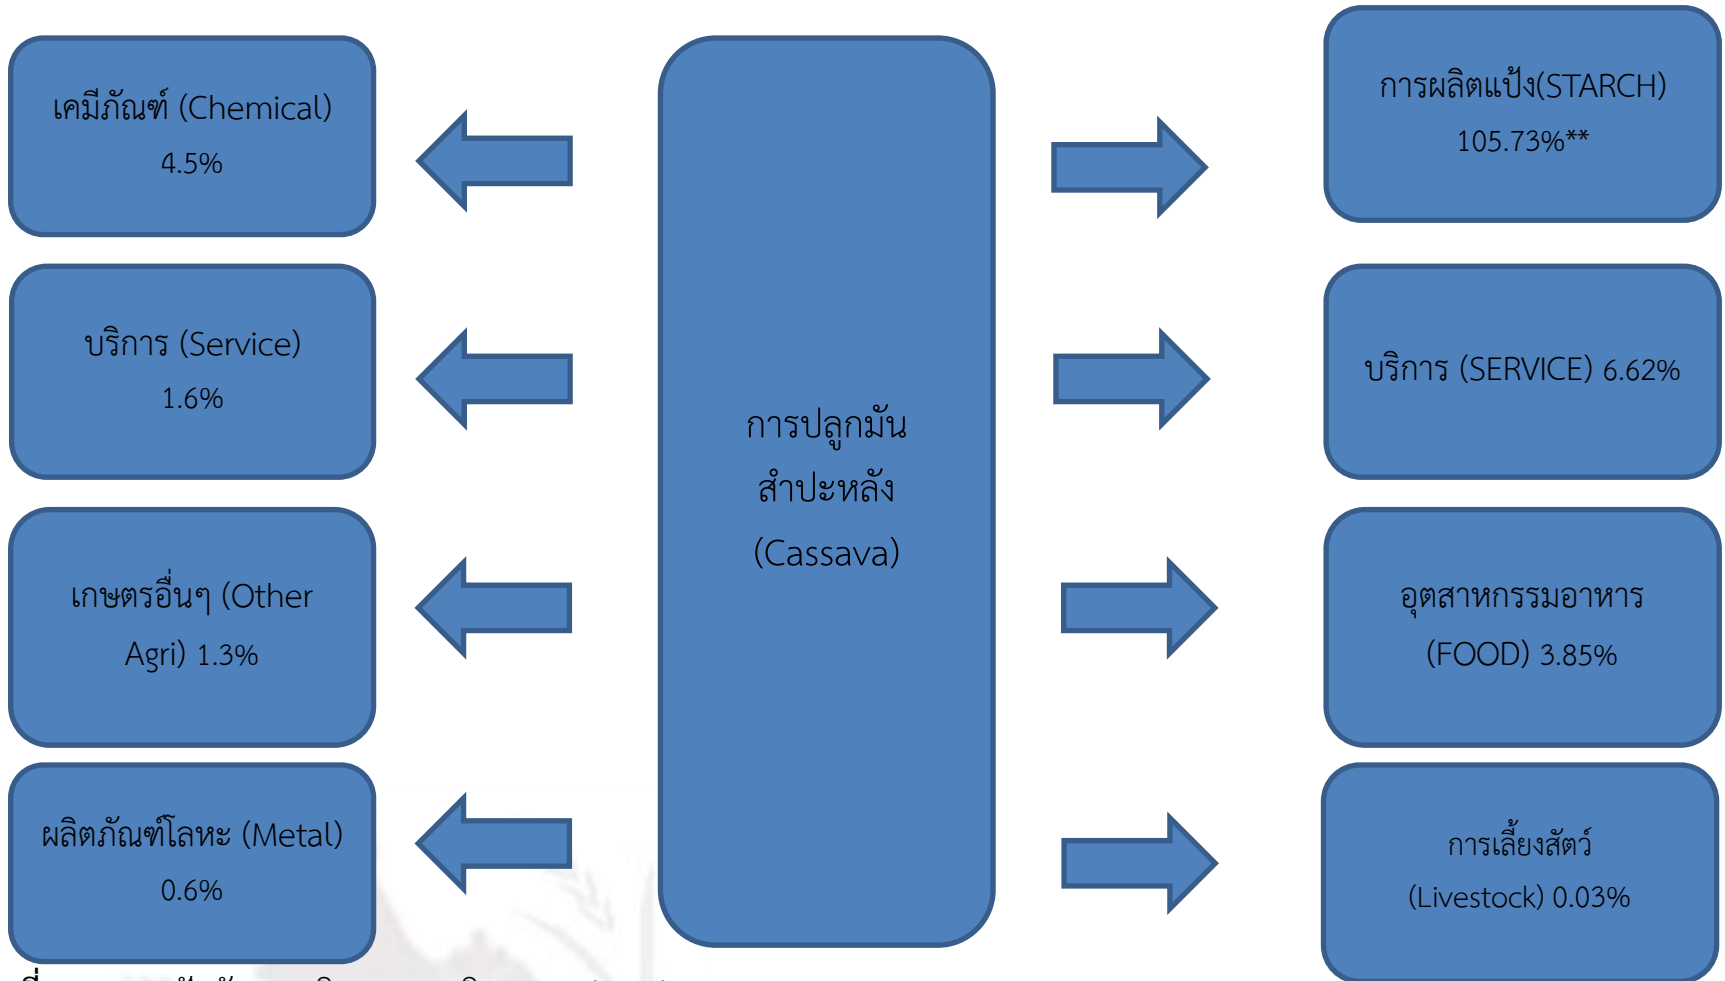 เคมีภัณฑ์ (Chemical)
4.5%
บริการ (Service)
1.6%
เกษตรอื่นๆ (Other
Agri) 1.3%
ผลิตภัณฑ์โลหะ (Metal)
0.6%
การปลูกมัน
สำปะหลัง
(Cassava)
การผลิตแป้ง(STARCH)
105.73%**
บริการ (SERVICE) 6.62%
อุตสาหกรรมอาหาร
(FOOD) 3.85%
การเลี้ยงสัตว์
(Livestock) 0.03%